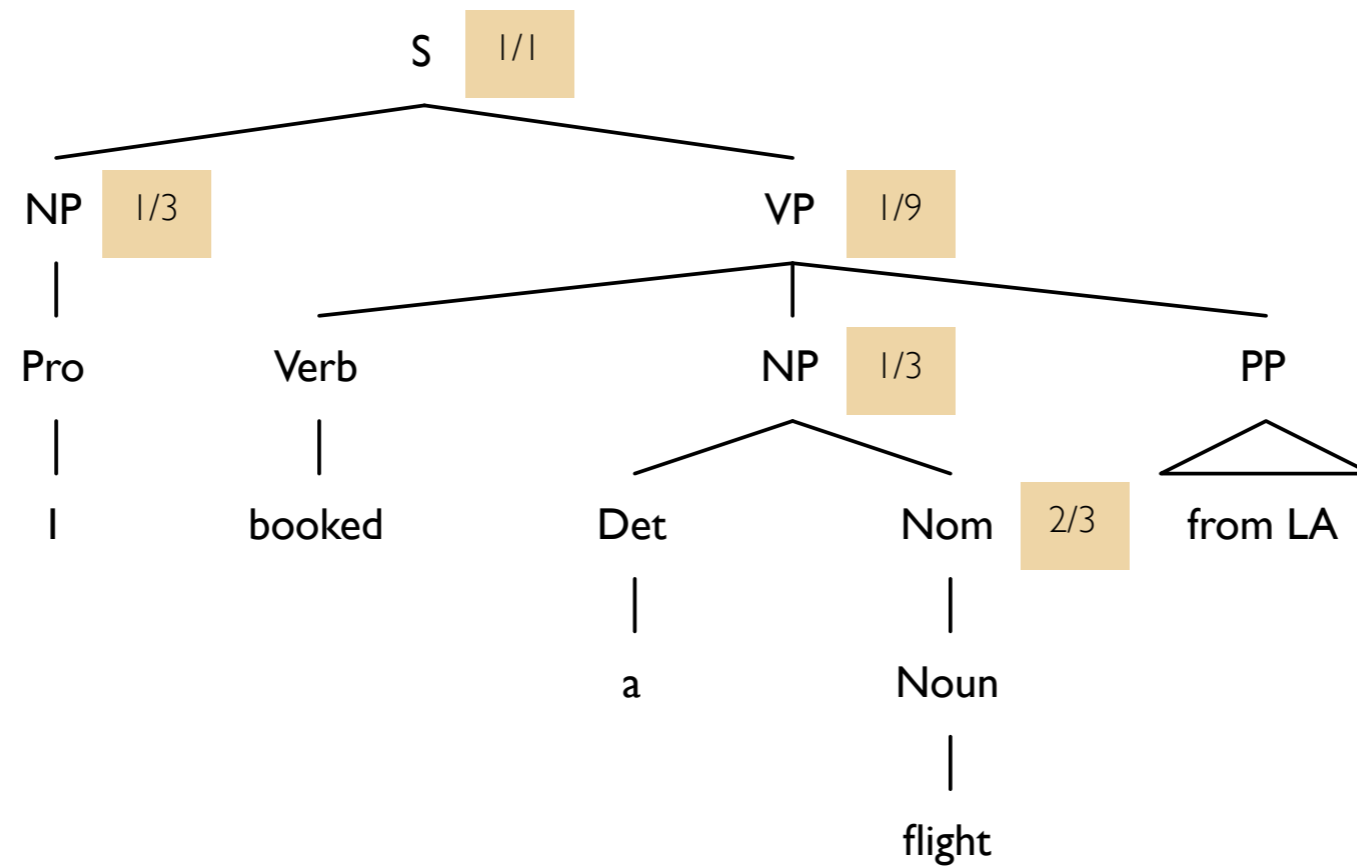 S 1/1
NP 1/3 VP 1/9
Pro Verb NP 1/3 PP
I booked Det Nom 2/3 from LA
a Noun
flight